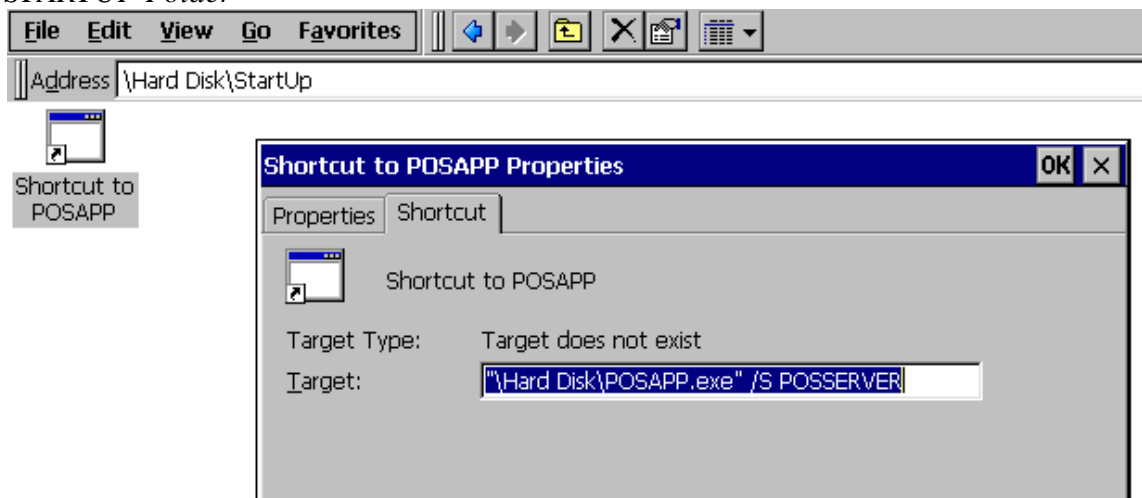 STARTUP Folder
File Edit View Go Favorites
Address \Hard Disk\StartUp
Shortcut to
POSAPP
Shortcut to POSAPP Properties OK
Properties Shortcut
Shortcut to POSAPP
Target Type: Target does not exist
Target: "\Hard Disk\POSAPP.exe" /S POSSERVER